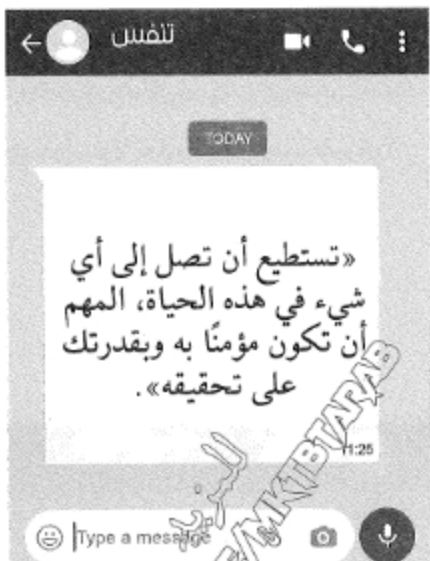 تنفس
TODAY
«تستطيع أن تصل إلى أي
شيء في هذه الحياة، المهم
أن تكون مؤمنًا به وبقدرتك
على تحقيقه».
11:25
Type a message